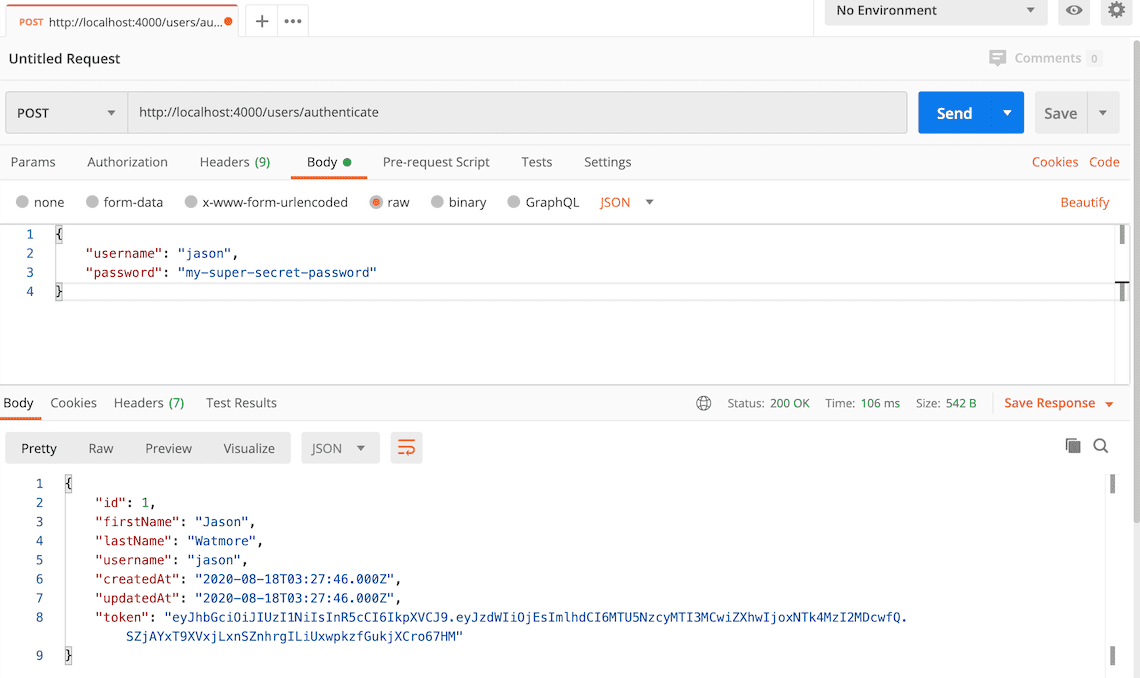 POST http://localhost:4000/users/au...
No Environment
Untitled Request
Comments 0
POST http://localhost:4000/users/authenticate Send Save
Params Authorization Headers (9) Body Pre-request Script Tests Settings Cookies Code
none form-data x-www-form-urlencoded raw binary GraphQL JSON Beautify
1 {
2 "username": "jason",
3 "password": "my-super-secret-password"
4 }
Body Cookies Headers (7) Test Results Status: 200 OK Time: 106 ms Size: 542 B Save Response
Pretty Raw Preview Visualize JSON
1 {
2 "id": 1,
3 "firstName": "Jason",
4 "lastName": "Watmore",
5 "username": "jason",
6 "createdAt": "2020-08-18T03:27:46.000Z",
7 "updatedAt": "2020-08-18T03:27:46.000Z",
8 "token": "eyJhbGciOiJIUzI1NiIsInR5cCI6IkpXVCJ9.eyJzdWIiOjEsImlhdCI6MTU5NzcyMTI3MCwiZXhwIjoxNTk4MzI2MDcwfQ.
SZjAYxT9XVxjLxnSZnhrgILiUxwpkzfGukjXCro67HM"
9 }